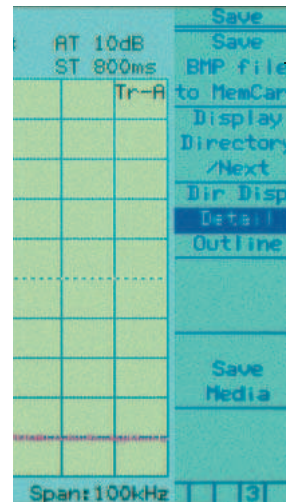 Save
AT 10dB
ST 800ms
Tr-A
Save
BMP file
to MemCar
Display
Directory
/Next
Dir Disp
Detail
Outline
Save
Media
Span:100kHz
3